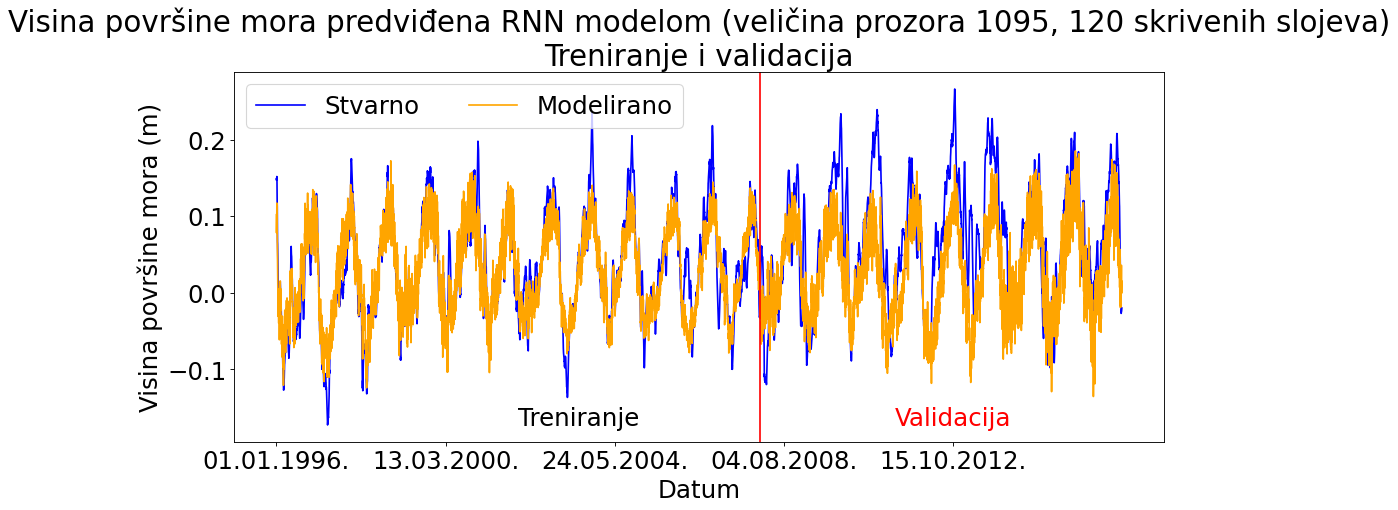 Visina površine mora predviđena RNN modelom (veličina prozora 1095, 120 skrivenih slojeva)
Treniranje i validacija
Stvarno Modelirano
Visina površine mora (m)
0.2
0.1
0.0
−0.1
Treniranje Validacija
01.01.1996. 13.03.2000. 24.05.2004. 04.08.2008. 15.10.2012.
Datum